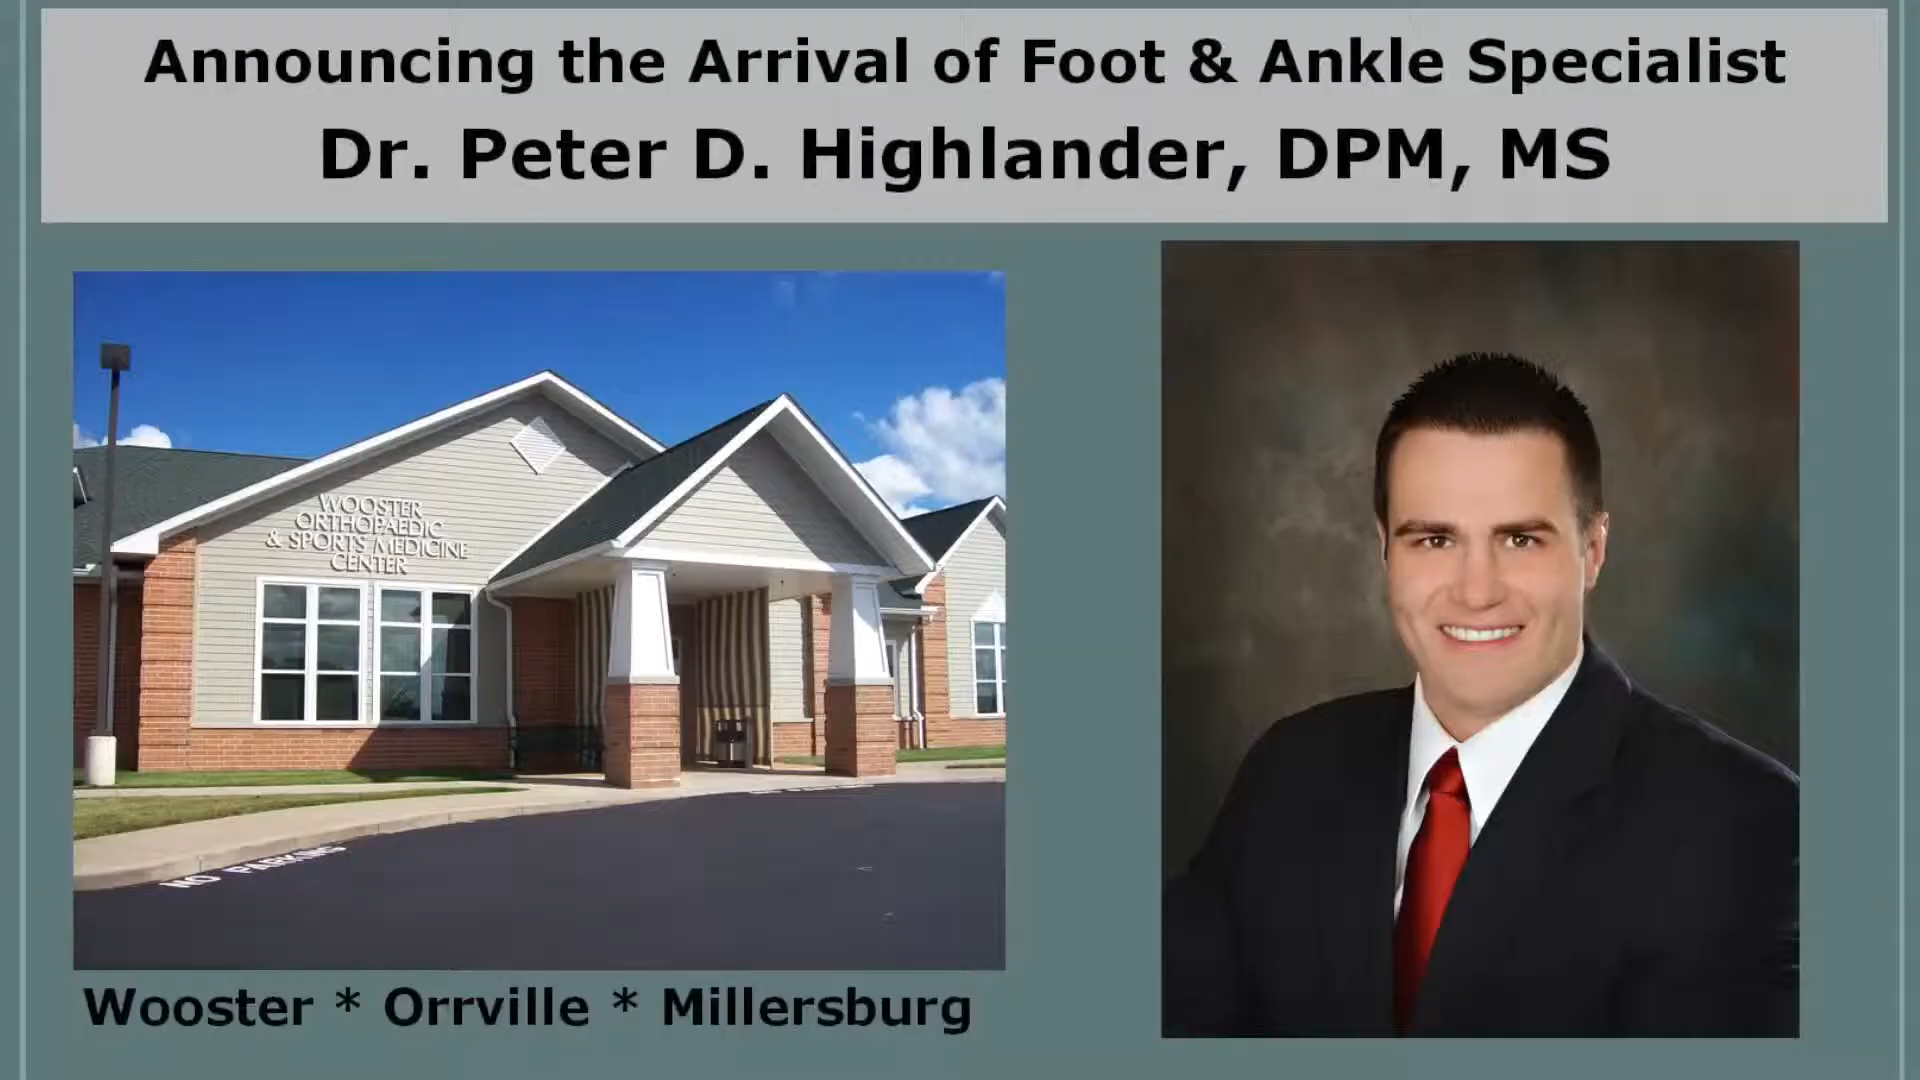 Announcing the Arrival of Foot & Ankle Specialist
Dr. Peter D. Highlander, DPM, MS
WOOSTER
ORTHOPAEDIC
& SPORTS MEDICINE
CENTER
NO PARKING
Wooster * Orrville * Millersburg